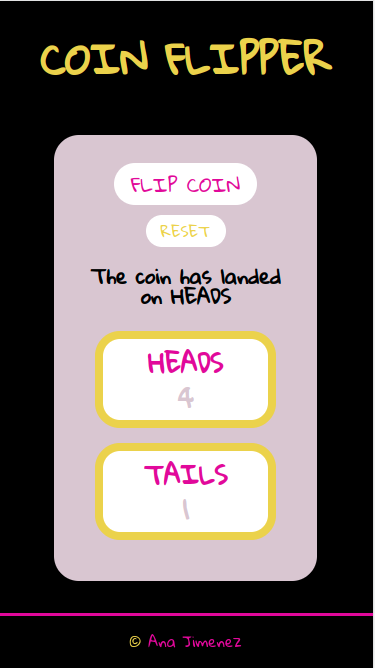 COIN FLIPPER
FLIP COIN
RESET
The coin has landed
on HEADS
HEADS
4
TAILS
1
© Ana Jimenez